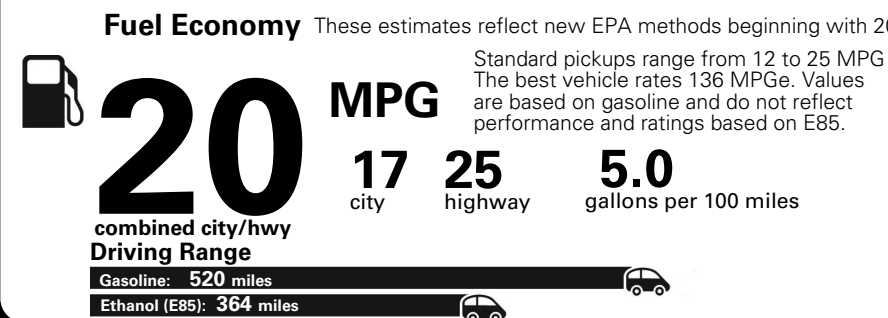 Fuel Economy These estimates reflect new EPA methods beginning with
Standard pickups range from 12 to 25 MPG
The best vehicle rates 136 MPGe. Values
are based on gasoline and do not reflect
performance and ratings based on E85.
20
MPG
combined city/hwy
17
city
25
highway
5.0
gallons per 100 miles
Driving Range
Gasoline: 520 miles
Ethanol (E85): 364 miles